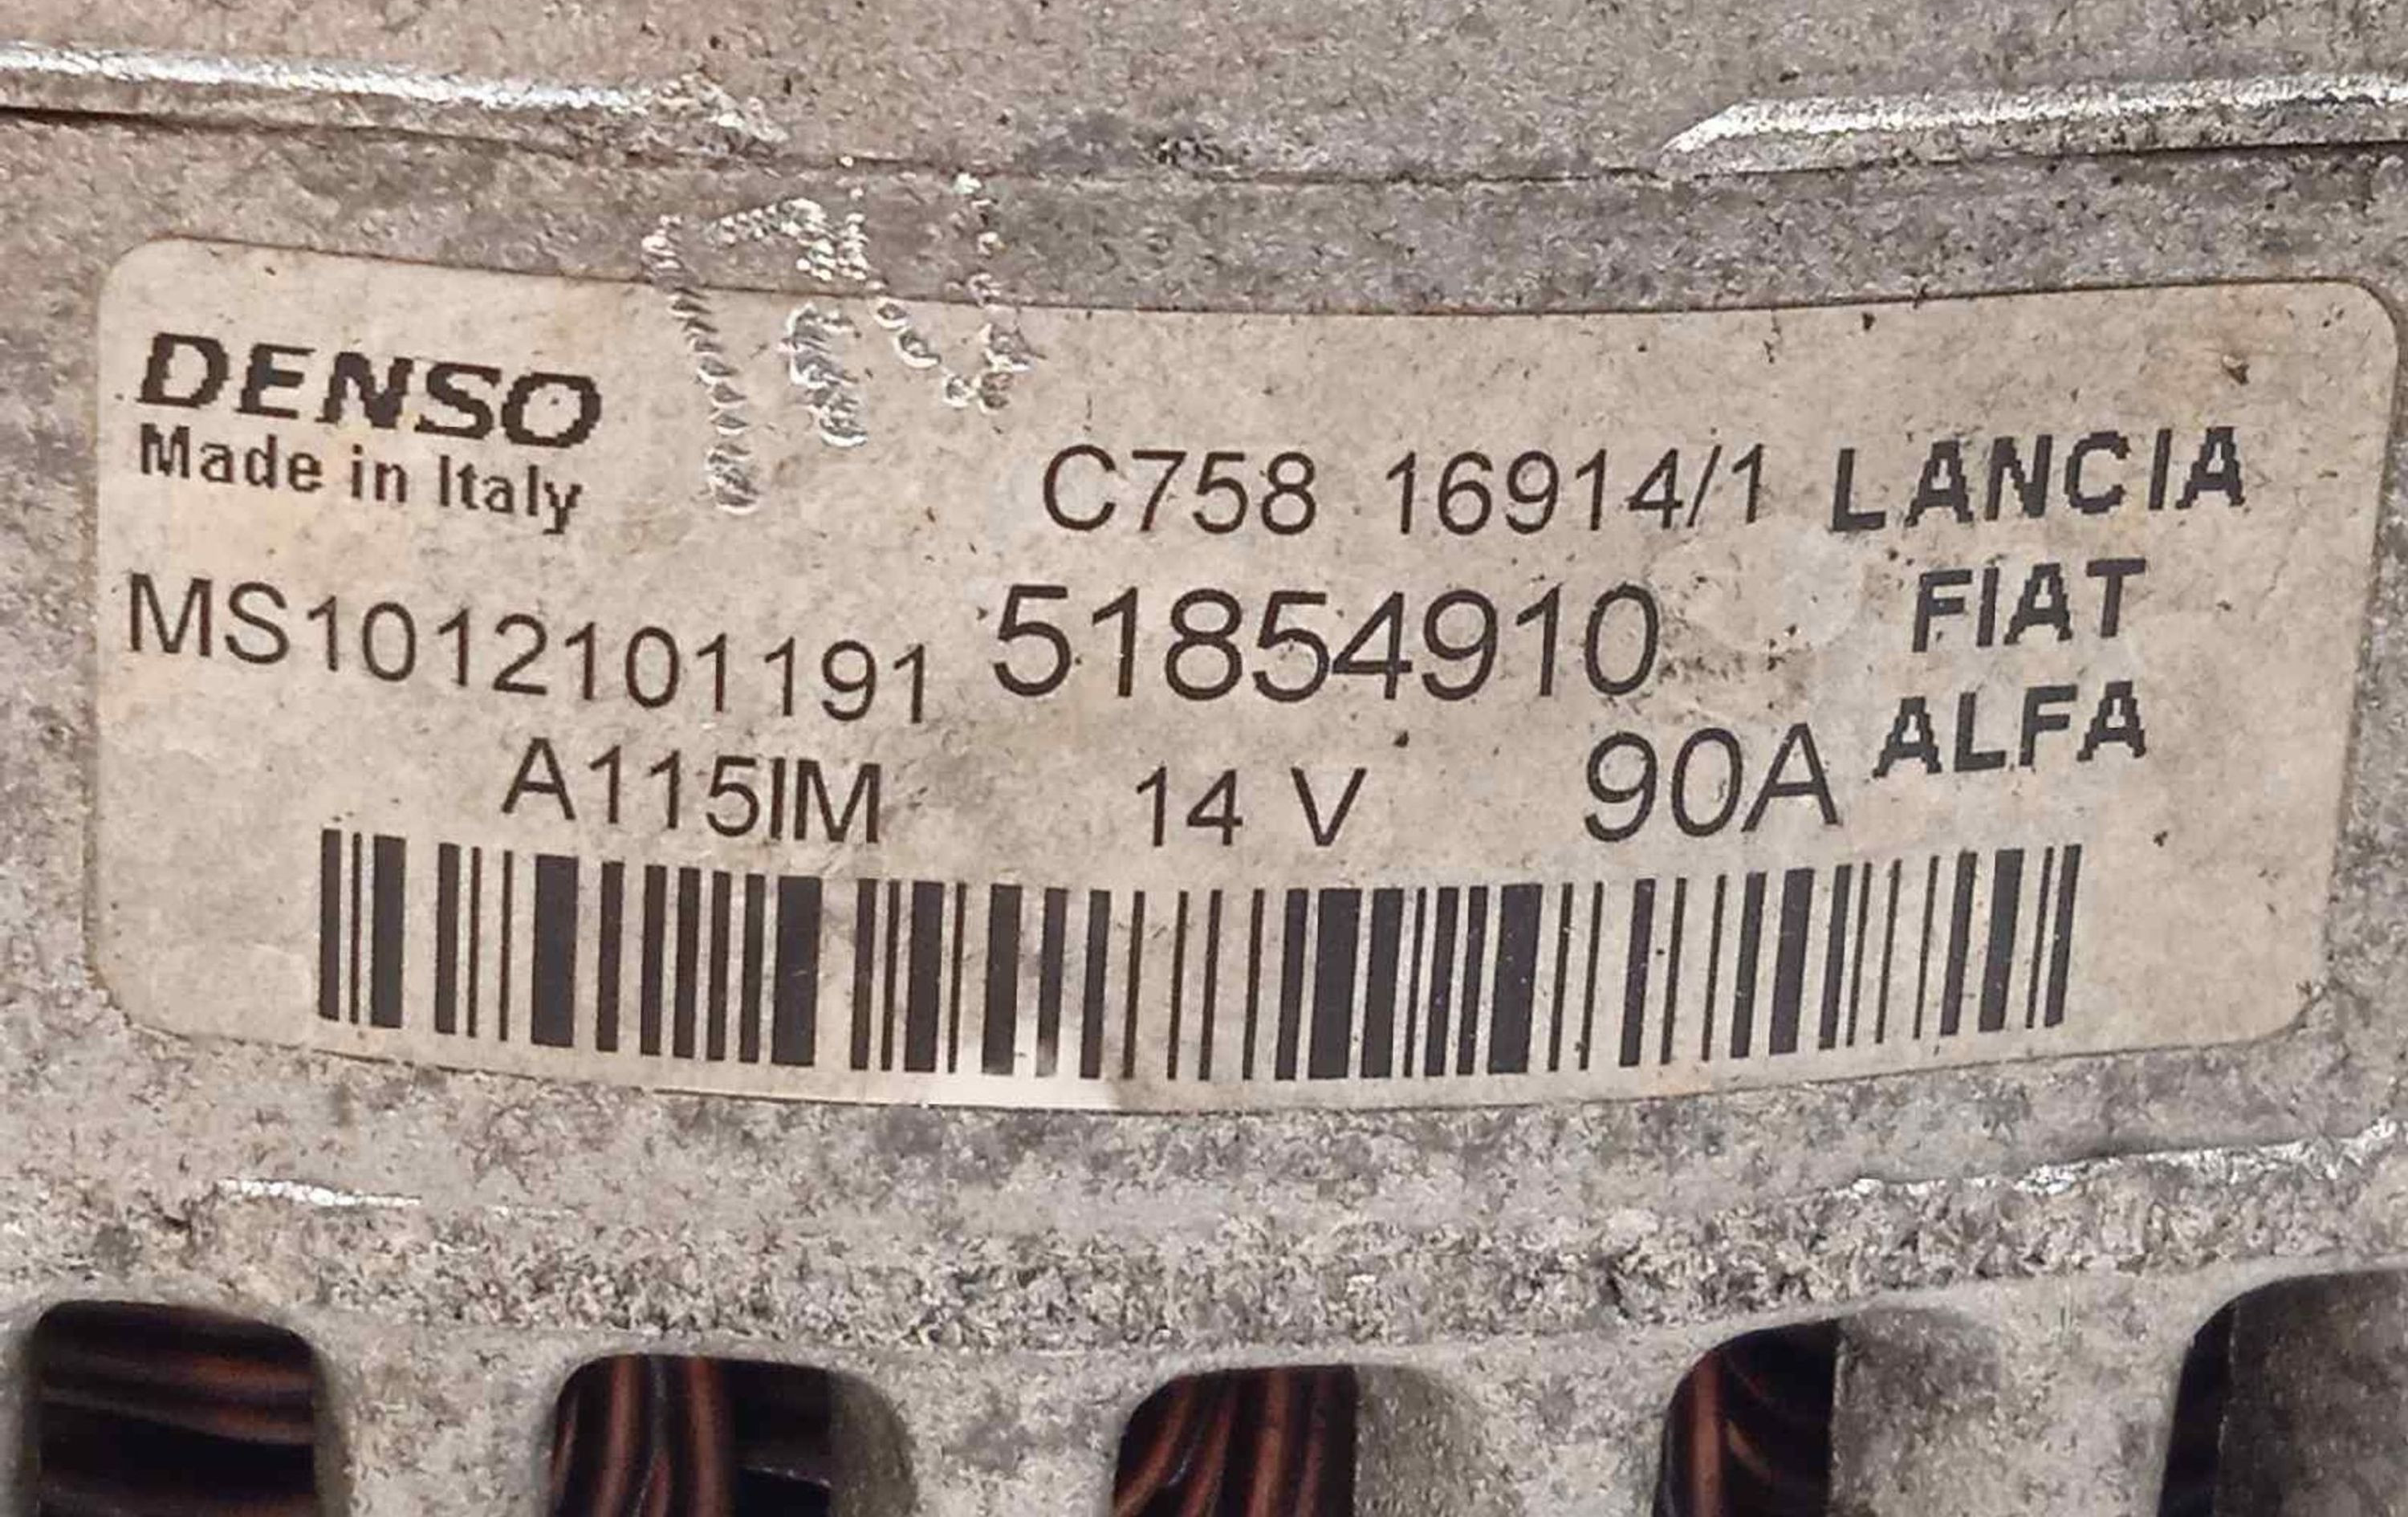 DENSO
Made in Italy
C758 16914/1 LANCIA
MS1012101191 51854910 FIAT
A115IM 14 V 90A ALFA